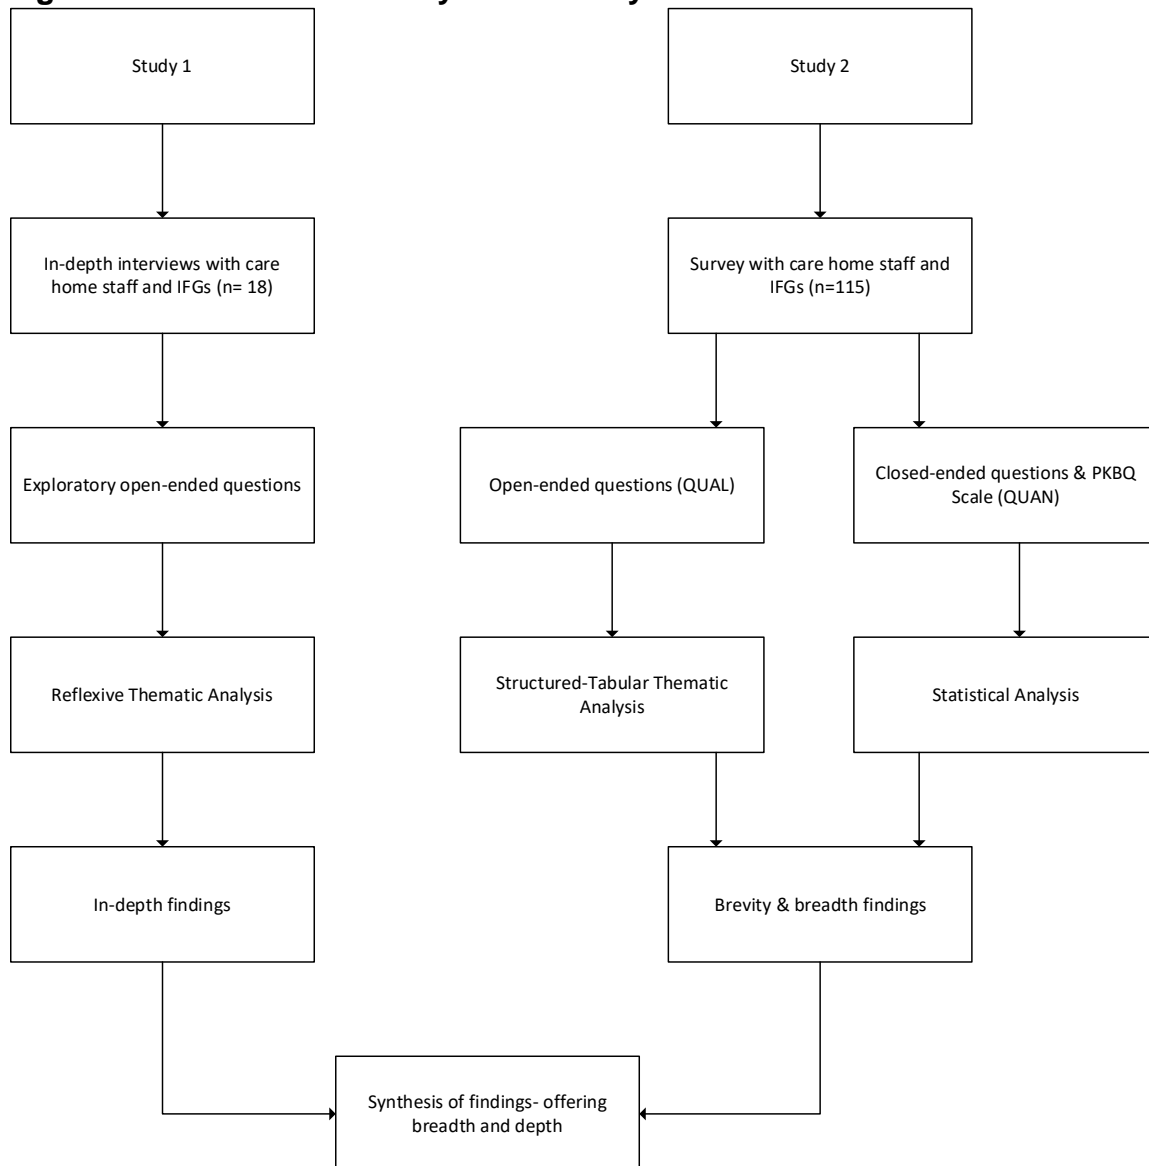 Study 1
Study 2
In-depth interviews with care
home staff and IFGs (n= 18)
Survey with care home staff and
IFGs (n=115)
Exploratory open-ended questions
Open-ended questions (QUAL)
Closed-ended questions & PKBQ
Scale (QUAN)
Reflexive Thematic Analysis
Structured-Tabular Thematic
Analysis
Statistical Analysis
In-depth findings
Brevity & breadth findings
Synthesis of findings- offering
breadth and depth